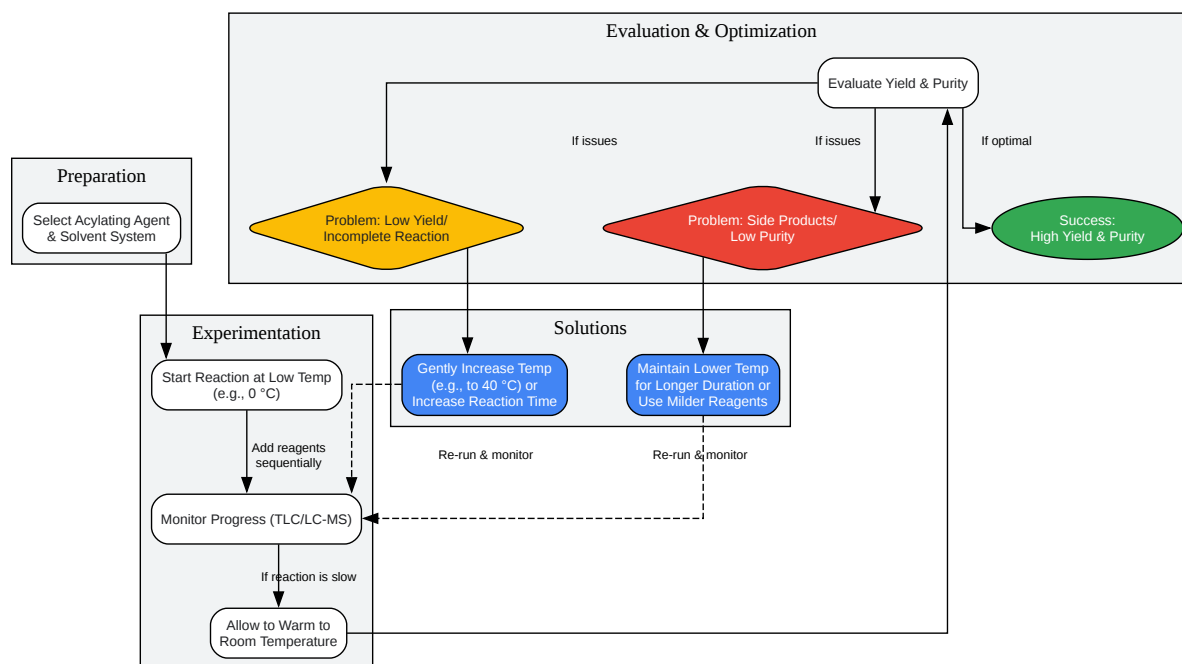 Evaluation & Optimization
Evaluate Yield & Purity
If issues
If issues
If optimal
Preparation
Select Acylating Agent
& Solvent System
Problem: Low Yield/
Incomplete Reaction
Problem: Side Products/
Low Purity
Success:
High Yield & Purity
Experimentation
Solutions
Start Reaction at Low Temp
(e.g., 0 °C)
Gently Increase Temp
(e.g., to 40 °C) or
Increase Reaction Time
Maintain Lower Temp
for Longer Duration or
Use Milder Reagents
Add reagents
sequentially
Re-run & monitor
Re-run & monitor
Monitor Progress (TLC/LC-MS)
If reaction is slow
Allow to Warm to
Room Temperature